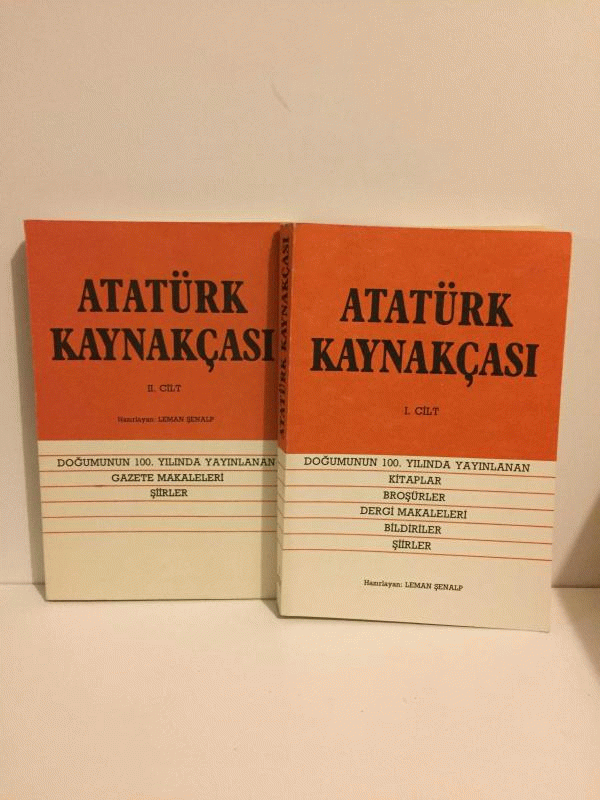 ATATÜRK
KAYNAKÇASI
II. CİLT
Hazırlayan: LEMAN ŞENALP
DOĞUMUNUN 100. YILINDA YAYINLANAN
GAZETE MAKALELERİ
ŞİİRLER
ATATÜRK KAYNAKÇASI
ATATÜRK
KAYNAKÇASI
I. CİLT
DOĞUMUNUN 100. YILINDA YAYINLANAN
KİTAPLAR
BROŞÜRLER
DERGİ MAKALELERİ
BİLDİRİLER
ŞİİRLER
Hazırlayan: LEMAN ŞENALP